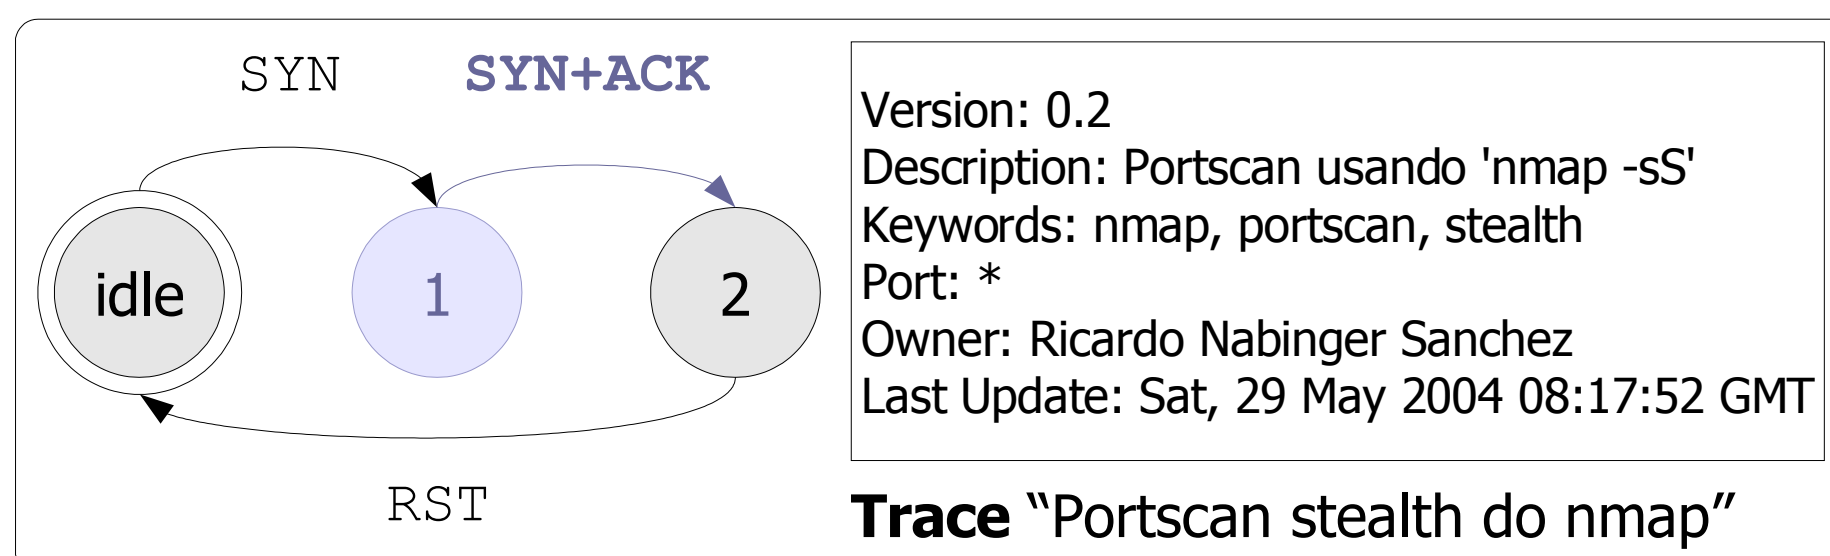 SYN SYN+ACK
idle 1 2
RST
Version: 0.2
Description: Portscan usando 'nmap -sS'
Keywords: nmap, portscan, stealth
Port: *
Owner: Ricardo Nabinger Sanchez
Last Update: Sat, 29 May 2004 08:17:52 GMT
Trace “Portscan stealth do nmap”